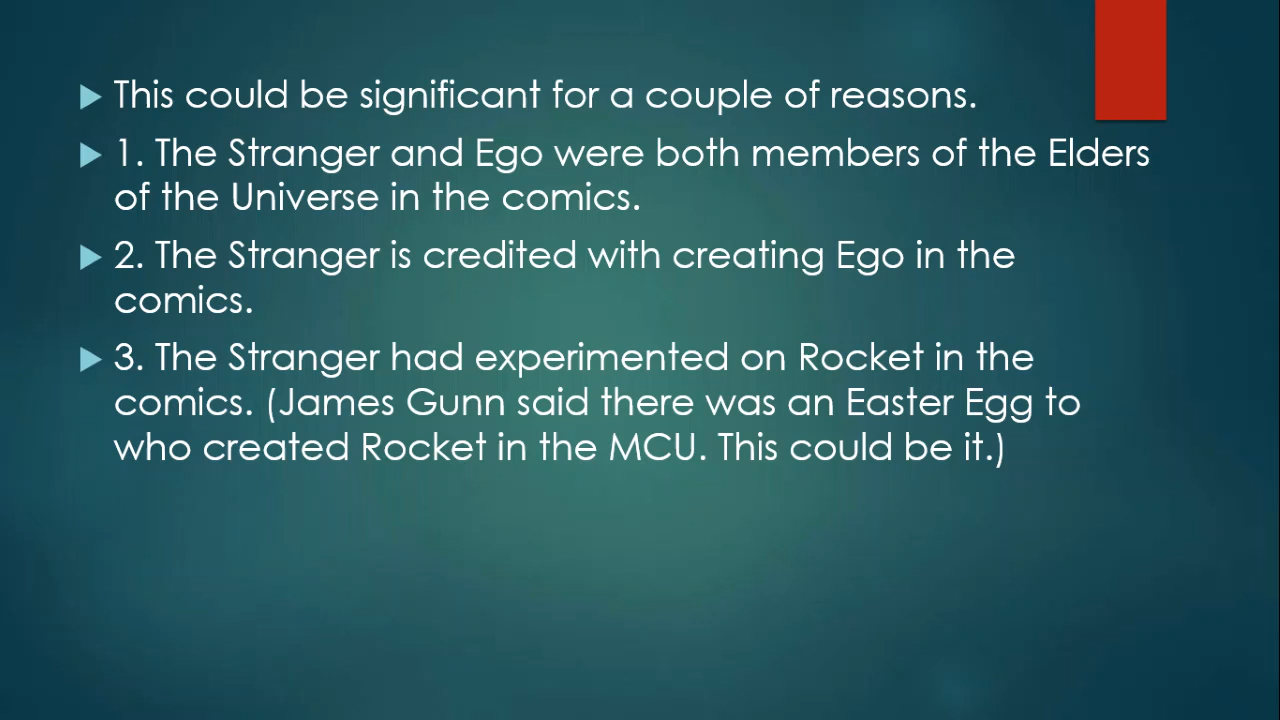 This could be significant for a couple of reasons.
1. The Stranger and Ego were both members of the Elders
of the Universe in the comics.
2. The Stranger is credited with creating Ego in the
comics.
3. The Stranger had experimented on Rocket in the
comics. (James Gunn said there was an Easter Egg to
who created Rocket in the MCU. This could be it.)